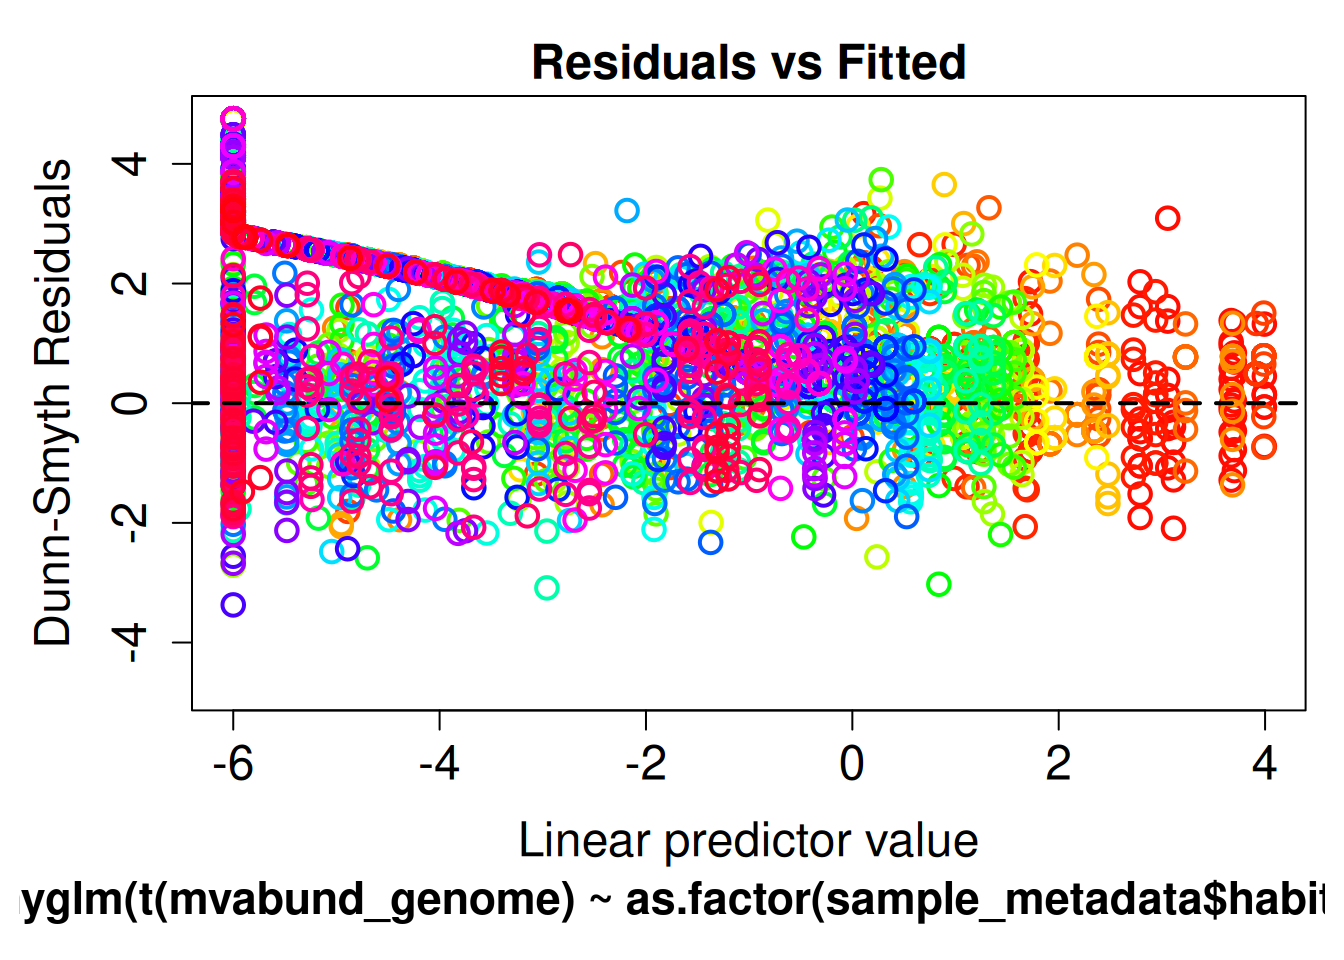 Residuals vs Fitted
Dunn-Smyth Residuals
4
2
0
-2
-4
-6 -4 -2 0 2 4
Linear predictor value
yglm(t(mvabund_genome) ~ as.factor(sample_metadata$habit